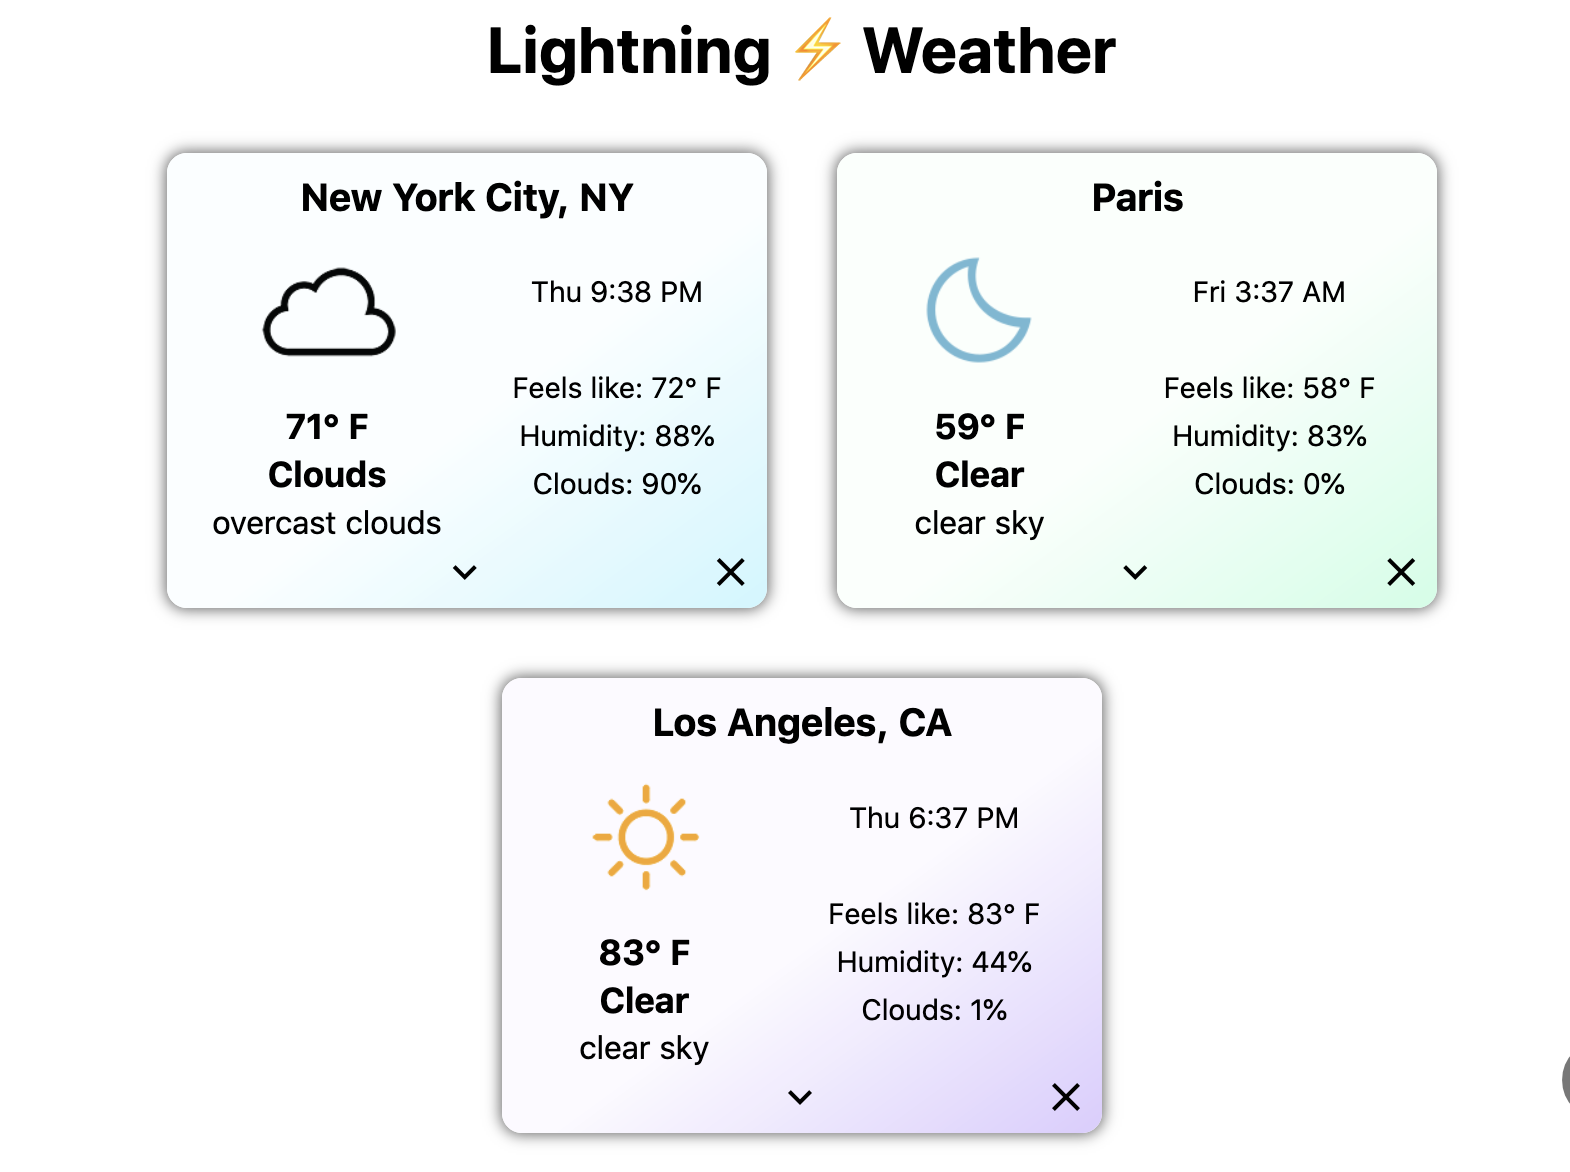 Lightning ⚡ Weather
New York City, NY
Thu 9:38 PM
Feels like: 72° F
Humidity: 88%
Clouds: 90%
71° F
Clouds
overcast clouds
Paris
Fri 3:37 AM
Feels like: 58° F
Humidity: 83%
Clouds: 0%
59° F
Clear
clear sky
Los Angeles, CA
Thu 6:37 PM
Feels like: 83° F
Humidity: 44%
Clouds: 1%
83° F
Clear
clear sky